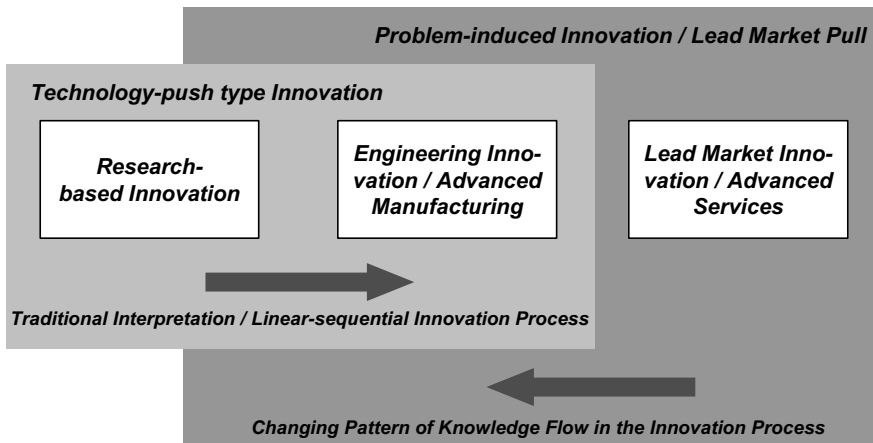 Problem-induced Innovation / Lead Market Pull
Technology-push type Innovation
Research-
based Innovation
Engineering Inno-
vation / Advanced
Manufacturing
Lead Market Inno-
vation / Advanced
Services
Traditional Interpretation / Linear-sequential Innovation Process
Changing Pattern of Knowledge Flow in the Innovation Process